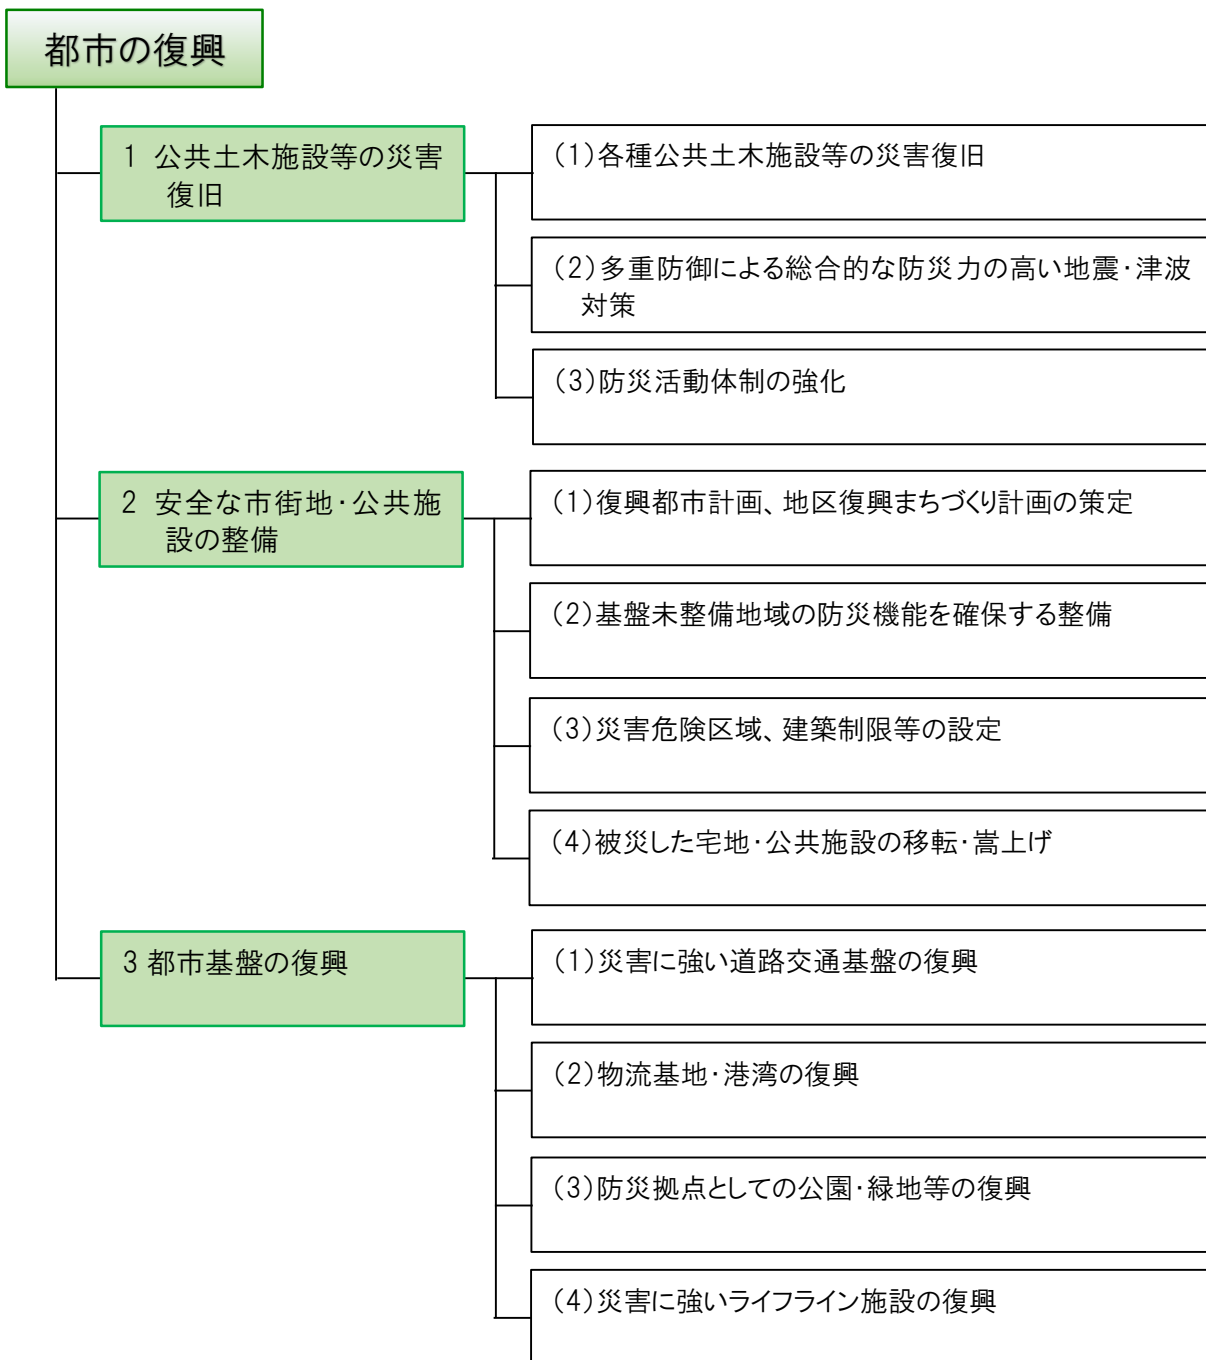 都市の復興
1 公共土木施設等の災害
復旧
(1)各種公共土木施設等の災害復旧
(2)多重防御による総合的な防災力の高い地震・津波
対策
(3)防災活動体制の強化
2 安全な市街地・公共施
設の整備
(1)復興都市計画、地区復興まちづくり計画の策定
(2)基盤未整備地域の防災機能を確保する整備
(3)災害危険区域、建築制限等の設定
(4)被災した宅地・公共施設の移転・嵩上げ
3 都市基盤の復興
(1)災害に強い道路交通基盤の復興
(2)物流基地・港湾の復興
(3)防災拠点としての公園・緑地等の復興
(4)災害に強いライフライン施設の復興